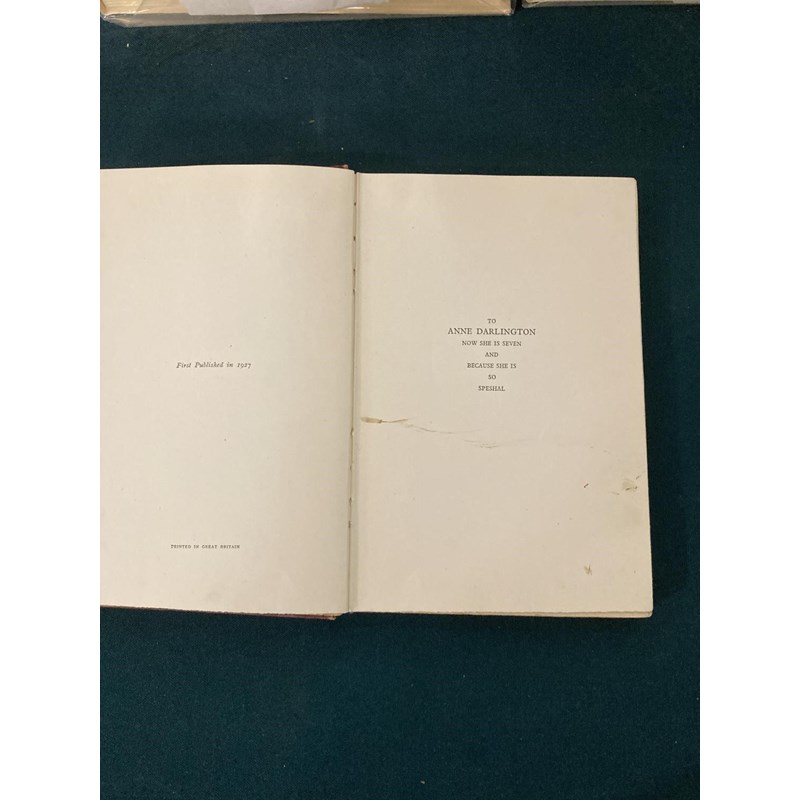 First Published in 1927
PRINTED IN GREAT BRITAIN
TO
ANNE DARLINGTON
NOW SHE IS SEVEN
AND
BECAUSE SHE IS
SO
SPESHAL